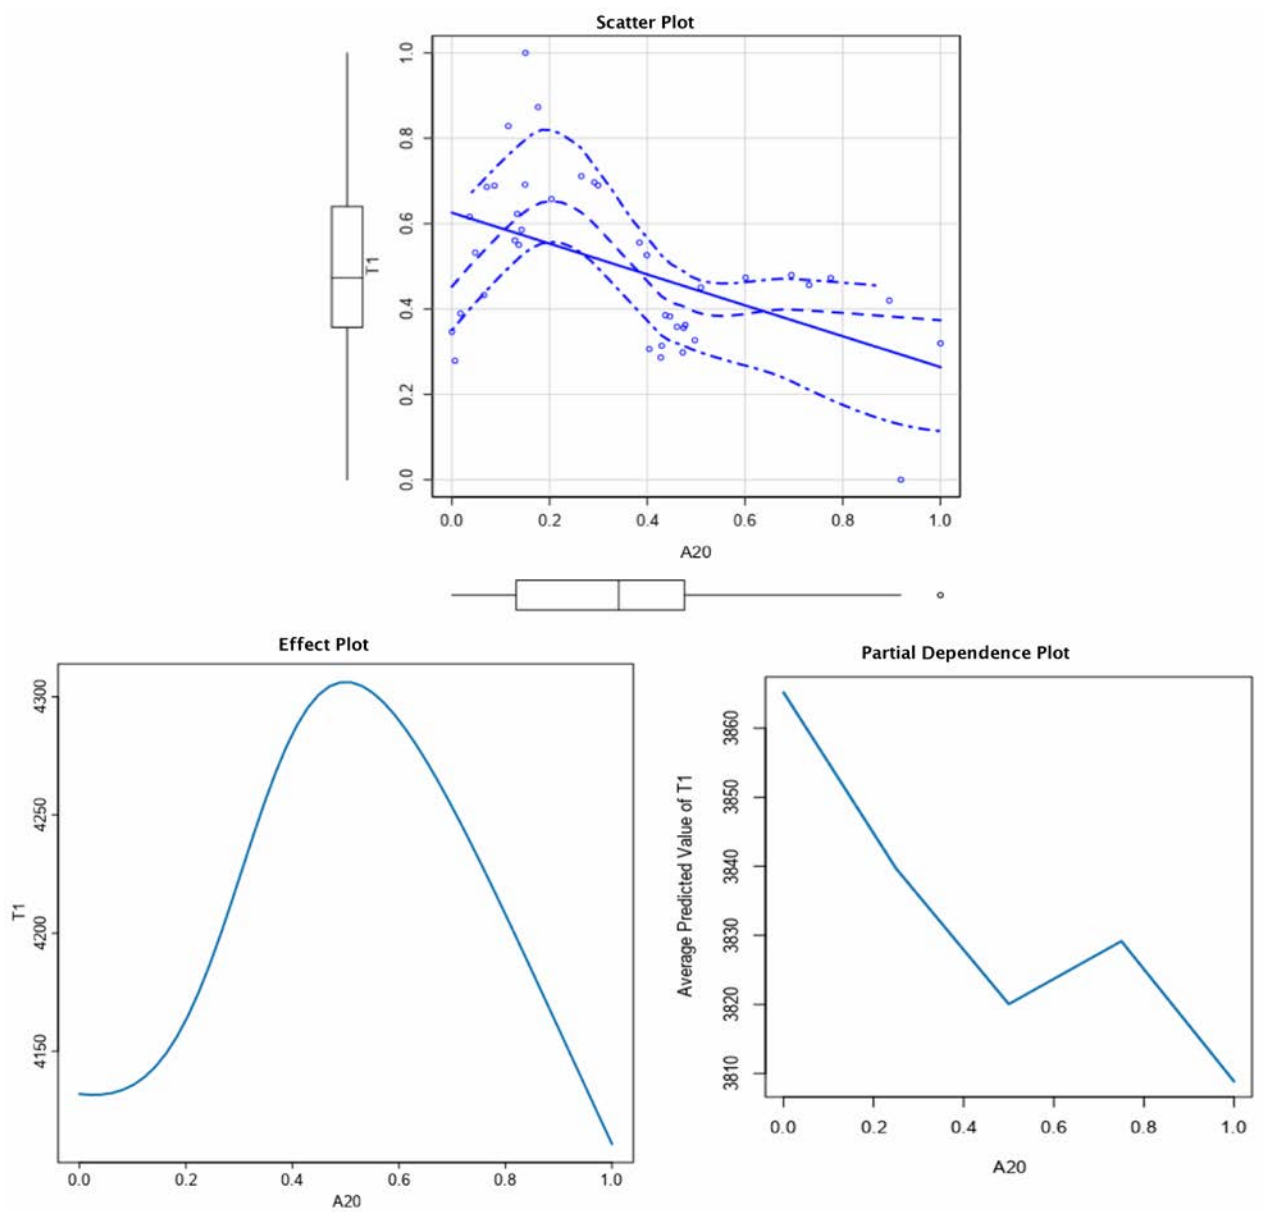 Scatter Plot
1.0
0.8
0.6
0.4
0.2
0.0
T1
0.0 0.2 0.4 0.6 0.8 1.0
A20
Effect Plot
4300
4250
4200
4150
T1
0.0 0.2 0.4 0.6 0.8 1.0
A20
Partial Dependence Plot
3860
3850
3840
3830
3820
3810
Average Predicted Value of T1
0.0 0.2 0.4 0.6 0.8 1.0
A20